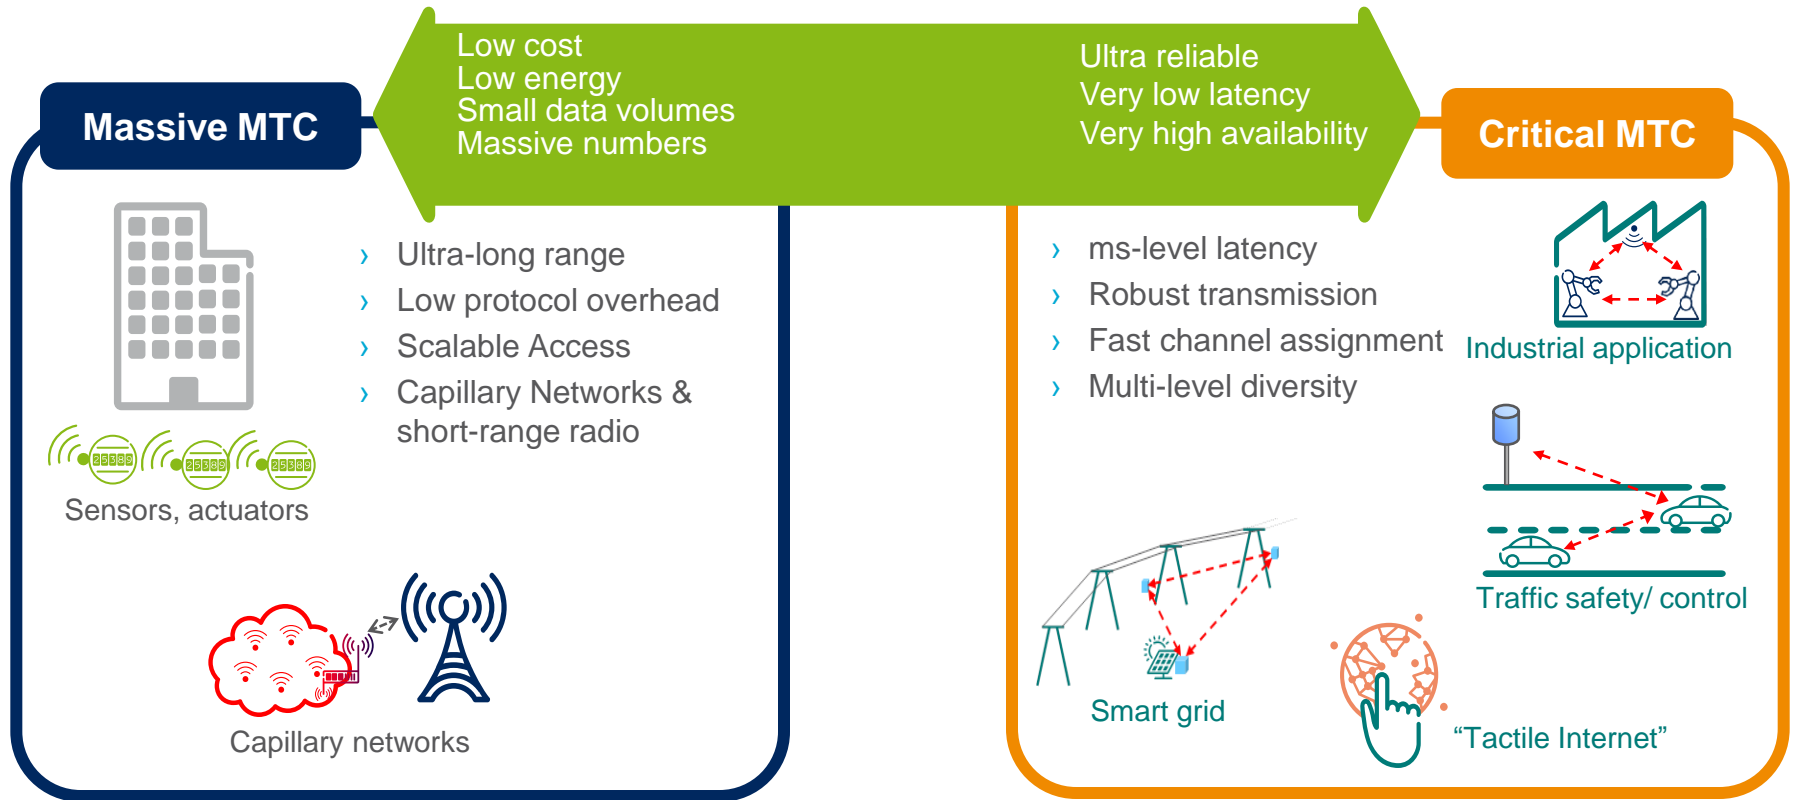 Low cost
Low energy
Small data volumes
Massive numbers
Ultra reliable
Very low latency
Very high availability
Massive MTC
Critical MTC
› Ultra-long range
› Low protocol overhead
› Scalable Access
› Capillary Networks &
short-range radio
25389
25389
25389
Sensors, actuators
Capillary networks
› ms-level latency
› Robust transmission
› Fast channel assignment
› Multi-level diversity
Industrial application
Traffic safety/ control
Smart grid
“Tactile Internet”